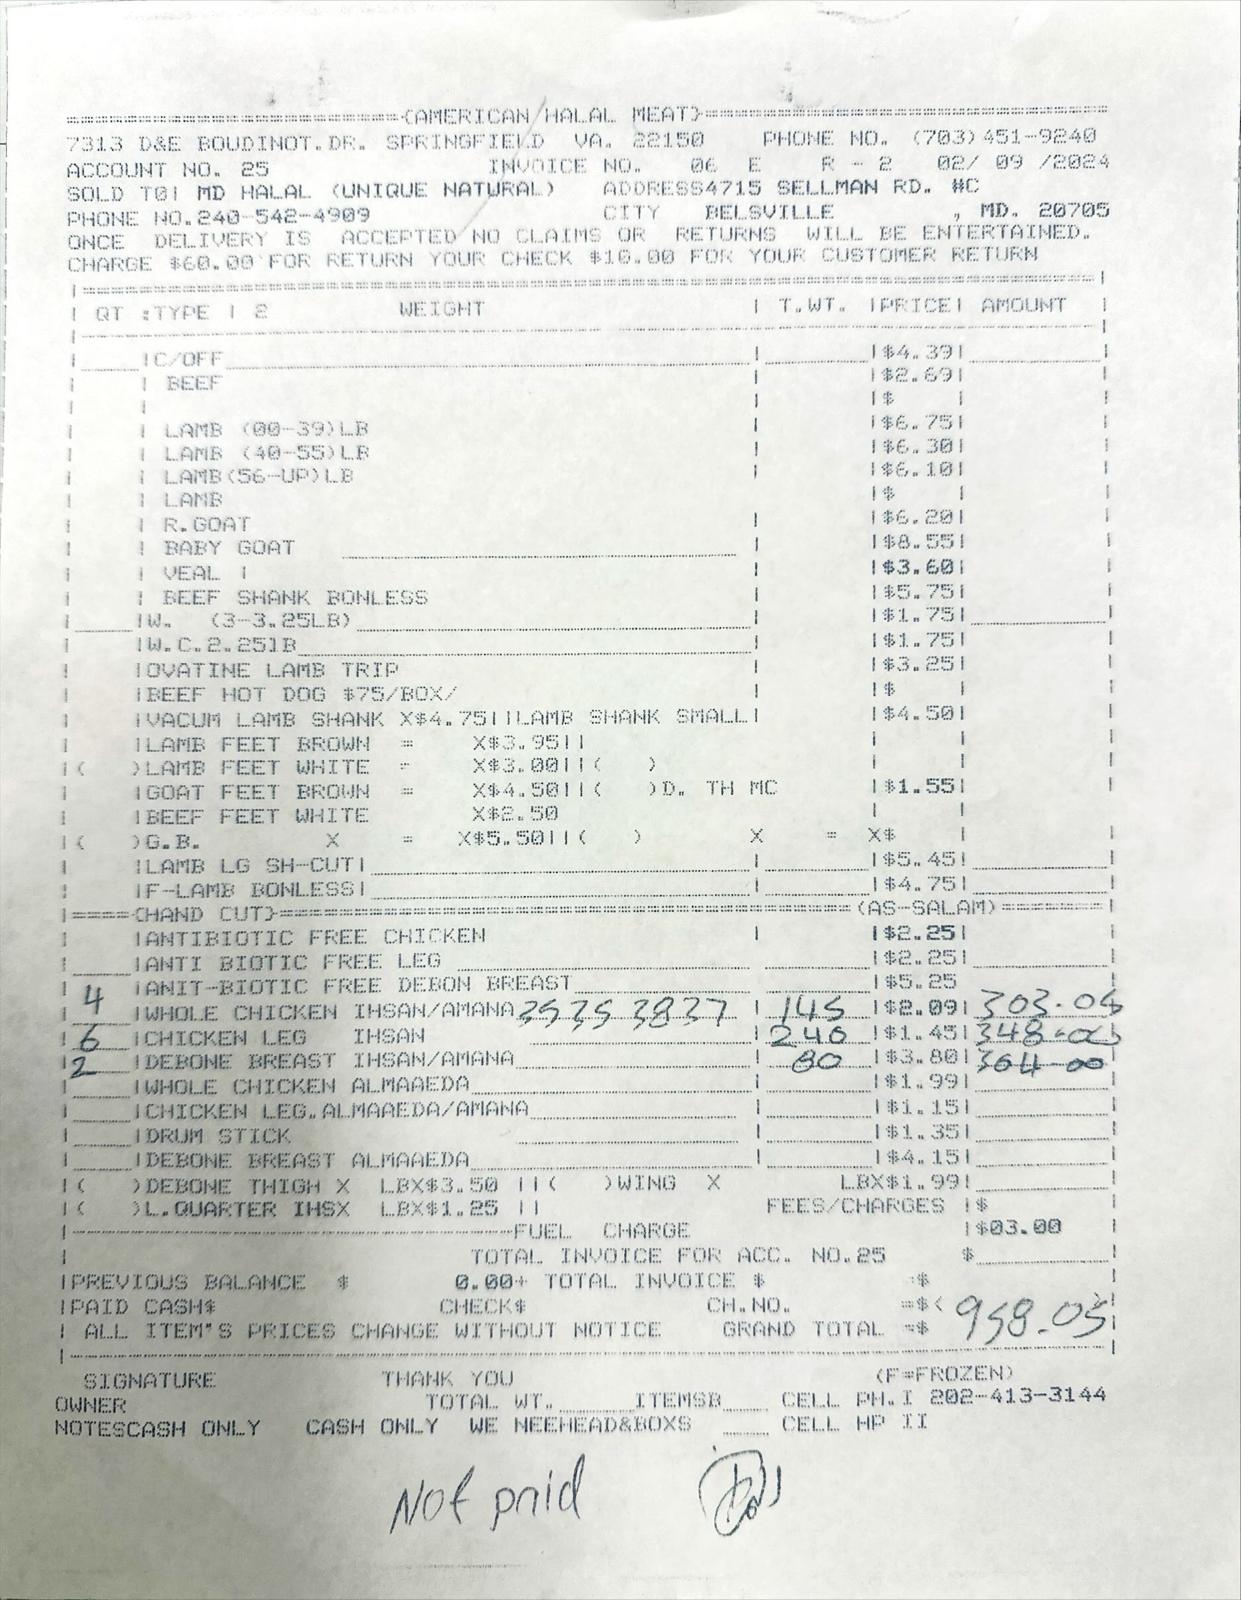 ==================={AMERICAN HALAL MEAT}=======================
7313 D&E BOUDINOT.DR. SPRINGFIELD VA. 22150 PHONE NO. (703)451-9240
ACCOUNT NO. 25 INVOICE NO. 06 E R - 2 02/ 09 /2024
SOLD TO: MD HALAL (UNIQUE NATURAL) ADDRESS4715 SELLMAN RD. #C
PHONE NO.240-542-4909 CITY BELSVILLE , MD. 20705
ONCE DELIVERY IS ACCEPTED NO CLAIMS OR RETURNS WILL BE ENTERTAINED.
CHARGE $60.00 FOR RETURN YOUR CHECK $10.00 FOR YOUR CUSTOMER RETURN
| QT :TYPE | 2 WEIGHT | T.WT. |PRICE| AMOUNT |
|C/OFF | |$4.39|
| BEEF | |$2.69|
| |$ |
| LAMB (00-39)LB |$6.75|
| LAMB (40-55)LB |$6.30|
| LAMB(56-UP)LB |$6.10|
| LAMB |$ |
| R.GOAT | |$6.20|
| BABY GOAT | |$8.55|
| VEAL | | |$3.60|
| BEEF SHANK BONLESS | |$5.75|
|W. (3-3.25LB) | |$1.75|
|W.C.2.25lB | |$1.75|
|OVATINE LAMB TRIP | |$3.25|
|BEEF HOT DOG $75/BOX/ | |$ |
|VACUM LAMB SHANK X$4.75||LAMB SHANK SMALL| |$4.50|
|LAMB FEET BROWN = X$3.95|| | |
|( )LAMB FEET WHITE = X$3.00||( )
|GOAT FEET BROWN = X$4.50||( )D. TH MC |$1.55|
|BEEF FEET WHITE X$2.50 | |
|( )G.B. X = X$5.50||( ) X = X$ |
|LAMB LG SH-CUT| | |$5.45|
|F-LAMB BONLESS| | |$4.75|
|===={HAND CUT}===================================={AS-SALAM}=======|
|ANTIBIOTIC FREE CHICKEN | |$2.25|
|ANTI BIOTIC FREE LEG | |$2.25|
|ANIT-BIOTIC FREE DEBON BREAST |$5.25
4 |WHOLE CHICKEN IHSAN/AMANA 35353837 | 145 |$2.09| 303.05
6 |CHICKEN LEG IHSAN | 240 |$1.45| 348-00
2 |DEBONE BREAST IHSAN/AMANA | 80 |$3.80| 304-00
|WHOLE CHICKEN ALMAAEDA | |$1.99|
|CHICKEN LEG.ALMAAEDA/AMANA | |$1.15|
|DRUM STICK | |$1.35|
|DEBONE BREAST ALMAAEDA | |$4.15|
|( )DEBONE THIGH X LBX$3.50 ||( )WING X LBX$1.99|
|( )L.QUARTER IHSX LBX$1.25 || FEES/CHARGES |$
FUEL CHARGE |$03.00
TOTAL INVOICE FOR ACC. NO.25 $
|PREVIOUS BALANCE $ 0.00+ TOTAL INVOICE $ =$
|PAID CASH$ CHECK$ CH.NO. =$<
| ALL ITEM'S PRICES CHANGE WITHOUT NOTICE GRAND TOTAL =$ 958.05
SIGNATURE THANK YOU (F=FROZEN)
OWNER TOTAL WT. ITEMSB CELL PH.I 202-413-3144
NOTESCASH ONLY CASH ONLY WE NEEHEAD&BOXS CELL HP II
Not paid